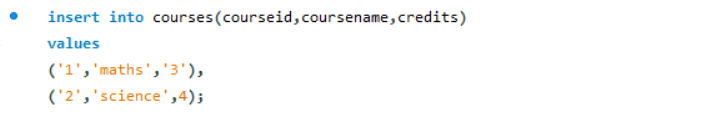 insert into courses(courseid,coursename,credits)
values
('1','maths','3'),
('2','science',4);